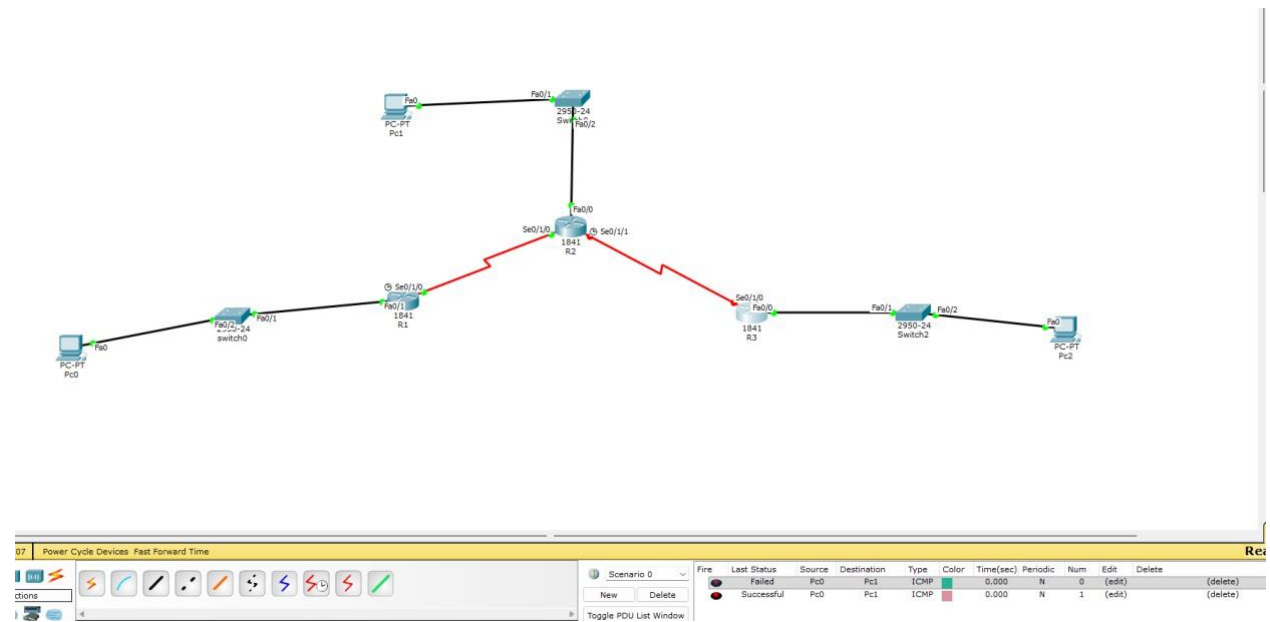 Fa0
PC-PT
Pc1
Fa0/1
2950-24
Fa0/2
Fa0/0
Se0/1/0
Se0/1/1
1841
R2
Se0/1/0
Fa0/1
1841
R1
Fa0/2
Fa0/1
2950-24
switch0
Fa0
PC-PT
Pc0
Se0/1/0
Fa0/0
1841
R3
Fa0/1
Fa0/2
2950-24
Switch2
Fa0
PC-PT
Pc2
07 Power Cycle Devices Fast Forward Time
Scenario 0
New Delete
Toggle PDU List Window
Fire Last Status Source Destination Type Color Time(sec) Periodic Num Edit Delete
Failed Pc0 Pc1 ICMP 0.000 N 0 (edit) (delete)
Successful Pc0 Pc1 ICMP 0.000 N 1 (edit) (delete)